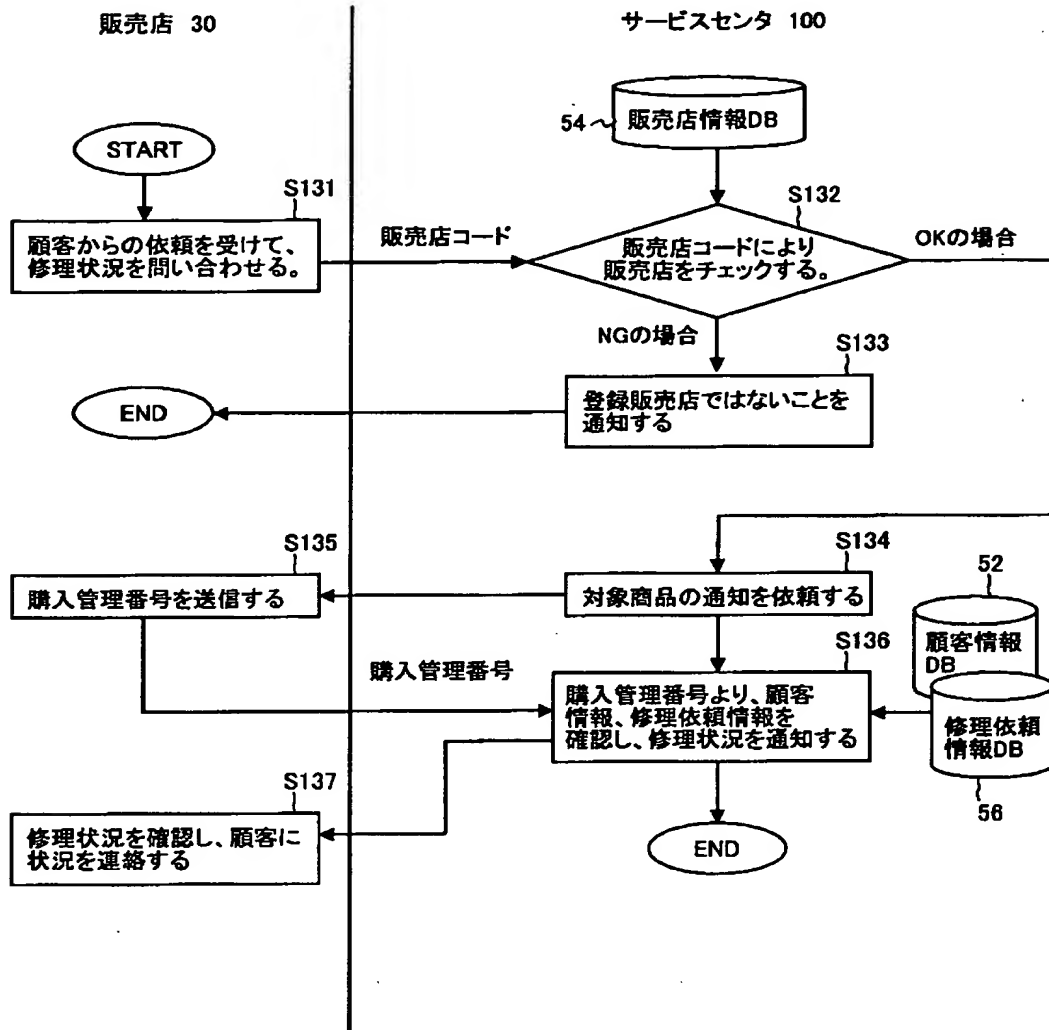 販売店 30
サービスセンタ 100
54
販売店情報DB
START
S131
S132
顧客からの依頼を受けて、
修理状況を問い合わせる。
販売店コード
販売店コードにより
販売店をチェックする。
OKの場合
NGの場合
S133
END
登録販売店ではないことを
通知する
S135
S134
52
購入管理番号を送信する
対象商品の通知を依頼する
顧客情報
DB
S136
購入管理番号
購入管理番号より、顧客
情報、修理依頼情報を
確認し、修理状況を通知する
修理依頼
情報DB
56
S137
修理状況を確認し、顧客に
状況を連絡する
END